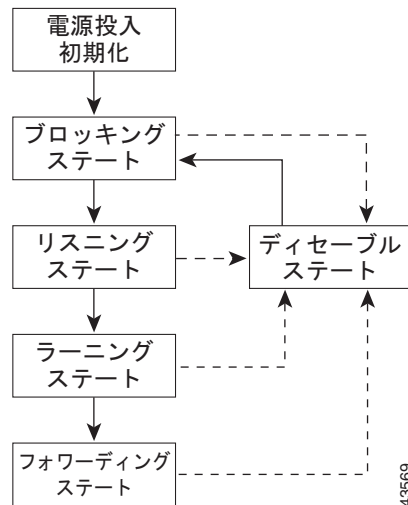 電源投入
初期化
ブロッキング
ステート
リスニング
ステート
ディセーブル
ステート
ラーニング
ステート
フォワーディング
ステート
43569